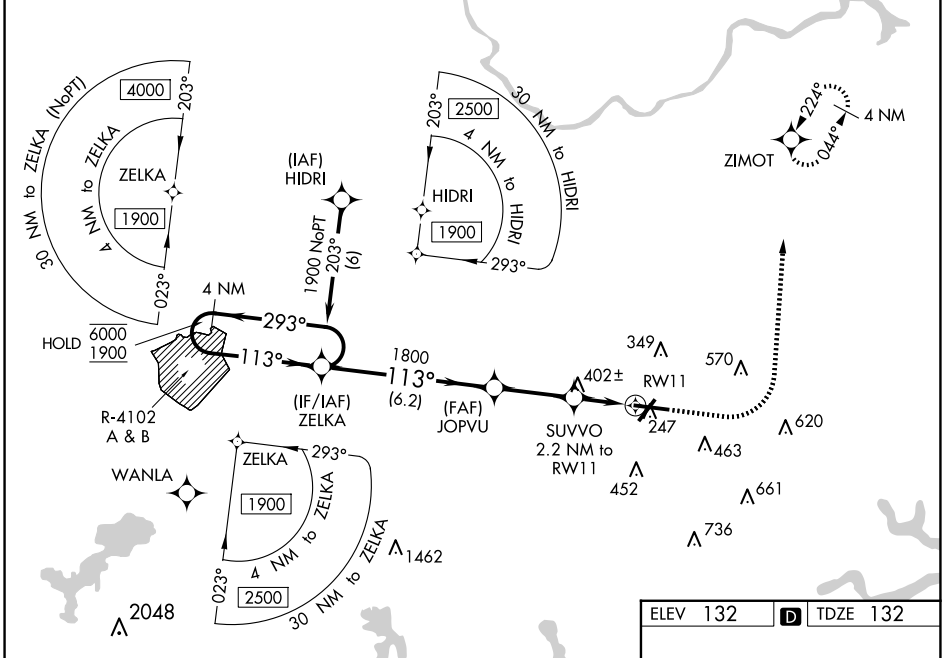 30 NM to ZELKA (NoPT)
4000
203°
4 NM to ZELKA
ZELKA
1900
023°
(IAF)
HIDRI
1900 NoPT
203°
(6)
203°
2500
30 NM to HIDRI
4 NM to HIDRI
HIDRI
1900
293°
224°
044°
4 NM
ZIMOT
4 NM
HOLD
6000
1900
293°
113°
R-4102
A & B
(IF/IAF)
ZELKA
1800
113°
(6.2)
(FAF)
JOPVU
402±
SUVVO
2.2 NM to
RW11
349
RW11
247
570
620
463
452
661
736
WANLA
ZELKA
293°
1900
4 NM to ZELKA
023°
2500
30 NM to ZELKA
1462
2048
ELEV 132 D TDZE 132